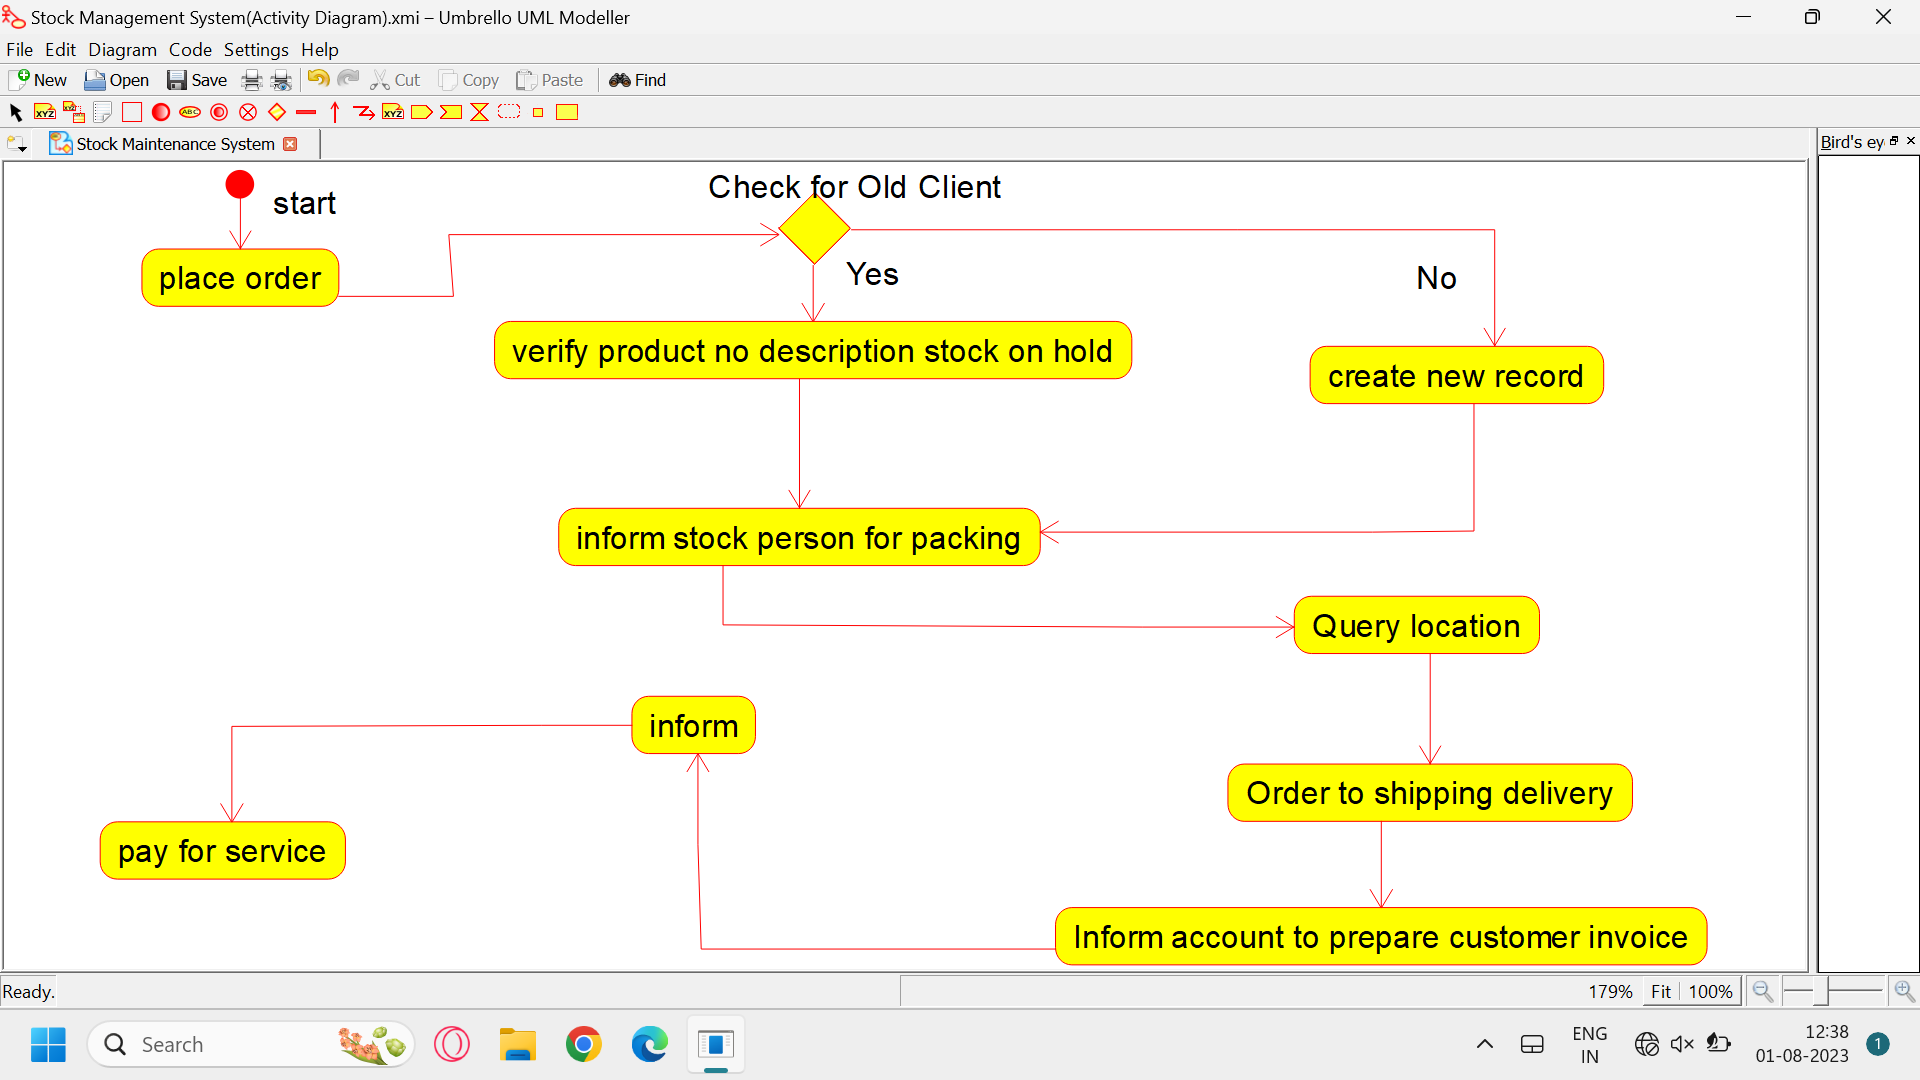 Stock Management System(Activity Diagram).xmi – Umbrello UML Modeller
File Edit Diagram Code Settings Help
New Open Save Cut Copy Paste Find
XYZ XYZ ABC XYZ
Stock Maintenance System
Bird's ey
start
Check for Old Client
place order
Yes
No
verify product no description stock on hold
create new record
inform stock person for packing
Query location
inform
Order to shipping delivery
pay for service
Inform account to prepare customer invoice
Ready.
179% Fit 100%
Search
ENG
IN
12:38
01-08-2023
1